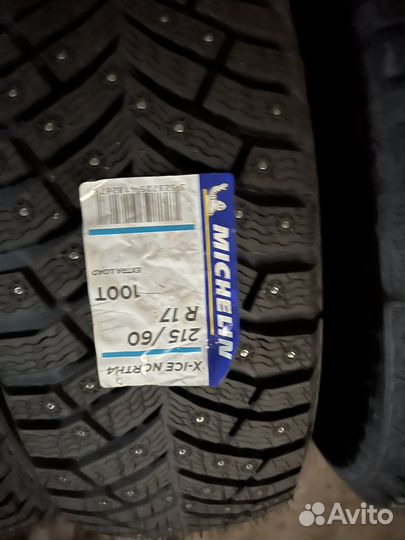 MICHELIN
X-ICE NORTH4
215/60
R 17
100T
EXTRA LOAD
Avito